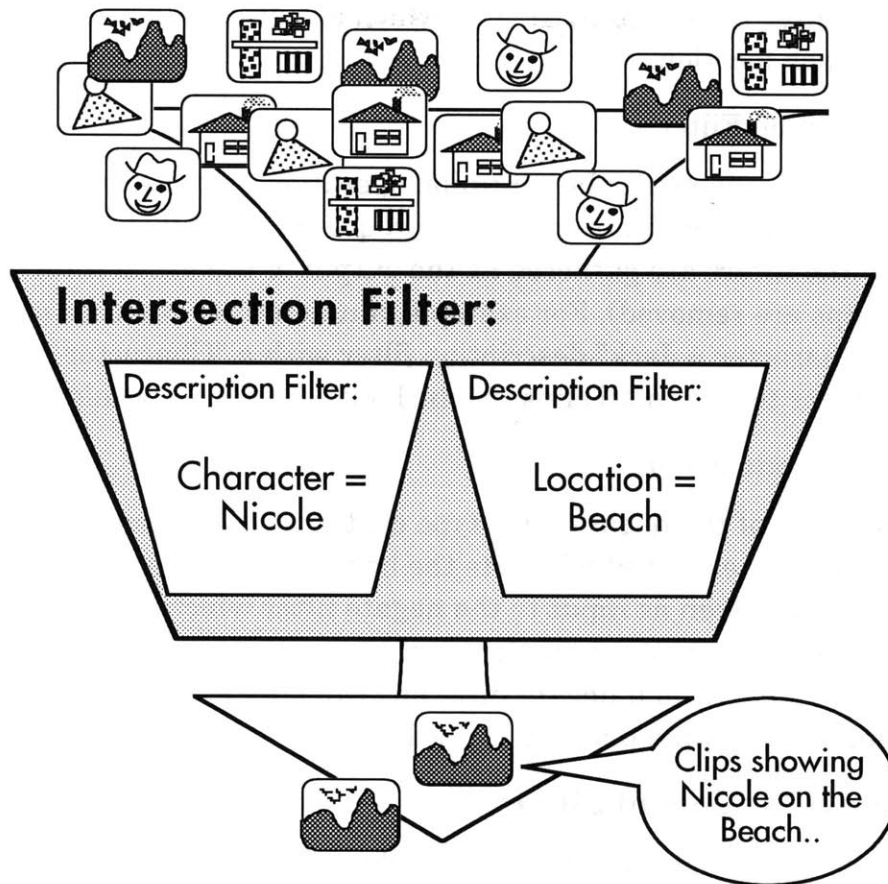 Intersection Filter:
Description Filter:
Character =
Nicole
Description Filter:
Location =
Beach
Clips showing
Nicole on the
Beach..